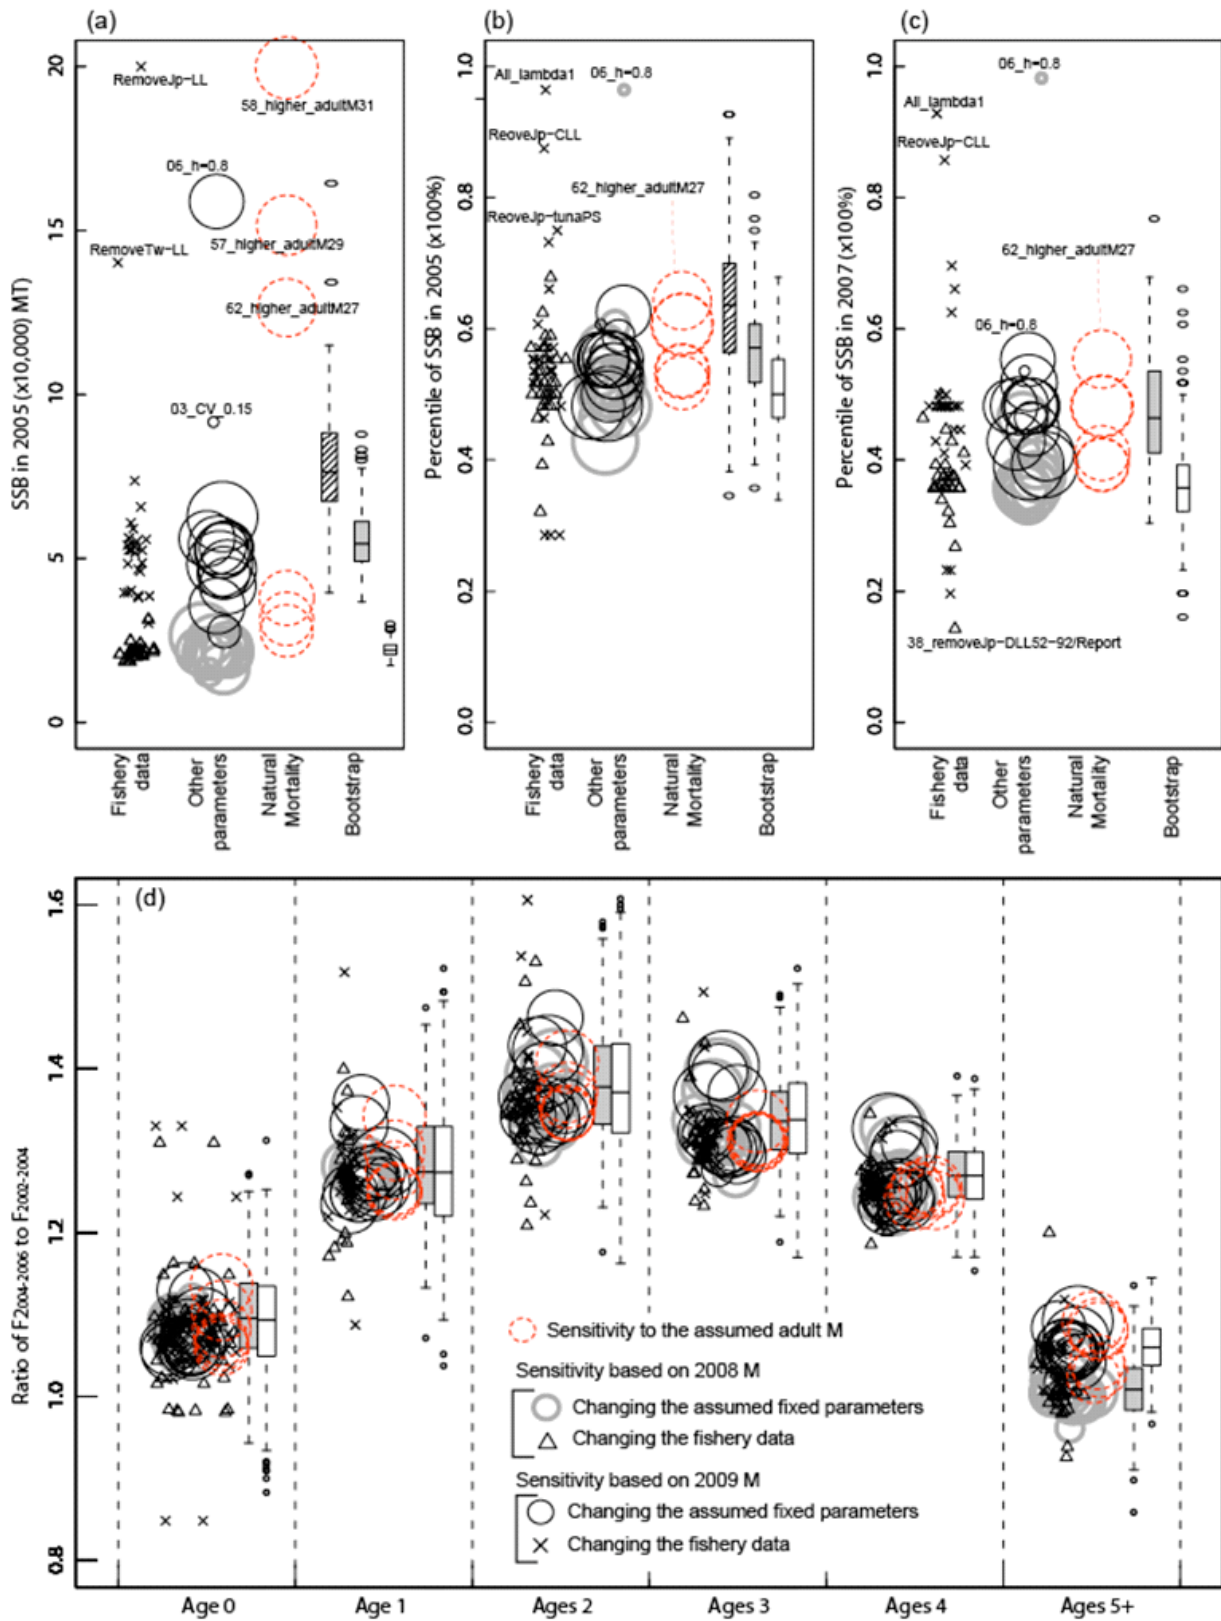 (a)
SSB in 2005 (x10,000) MT)
20
15
10
5
0
RemoveJp-LL
58_higher_adultM31
06_h=0.8
RemoveTw-LL
57_higher_adultM29
62_higher_adultM27
03_CV_0.15
Fishery data
Other parameters
Natural Mortality
Bootstrap
(b)
Percentile of SSB in 2005 (x100%)
1.0
0.8
0.6
0.4
0.2
0.0
06_h=0.8
All_lambda1
ReoveJp-CLL
62_higher_adultM27
ReoveJp-tunaPS
Fishery data
Other parameters
Natural Mortality
Bootstrap
(c)
Percentile of SSB in 2007 (x100%)
1.0
0.8
0.6
0.4
0.2
0.0
06_h=0.8
All_lambda1
ReoveJp-CLL
62_higher_adultM27
06_h=0.8
38_removeJp-DLL52-92/Report
Fishery data
Other parameters
Natural Mortality
Bootstrap
(d)
Ratio of F2004-2006 to F2002-2004
1.6
1.4
1.2
1.0
0.8
Sensitivity to the assumed adult M
Sensitivity based on 2008 M
Changing the assumed fixed parameters
Changing the fishery data
Sensitivity based on 2009 M
Changing the assumed fixed parameters
Changing the fishery data
Age 0
Age 1
Ages 2
Ages 3
Ages 4
Ages 5+